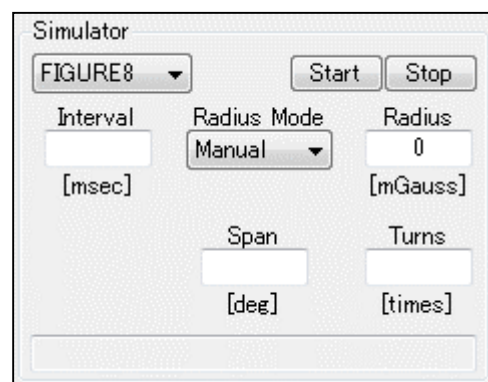 Simulator
FIGURE8 Start Stop
Interval Radius Mode Radius
Manual 0
[msec] [mGauss]
Span Turns
[deg] [times]